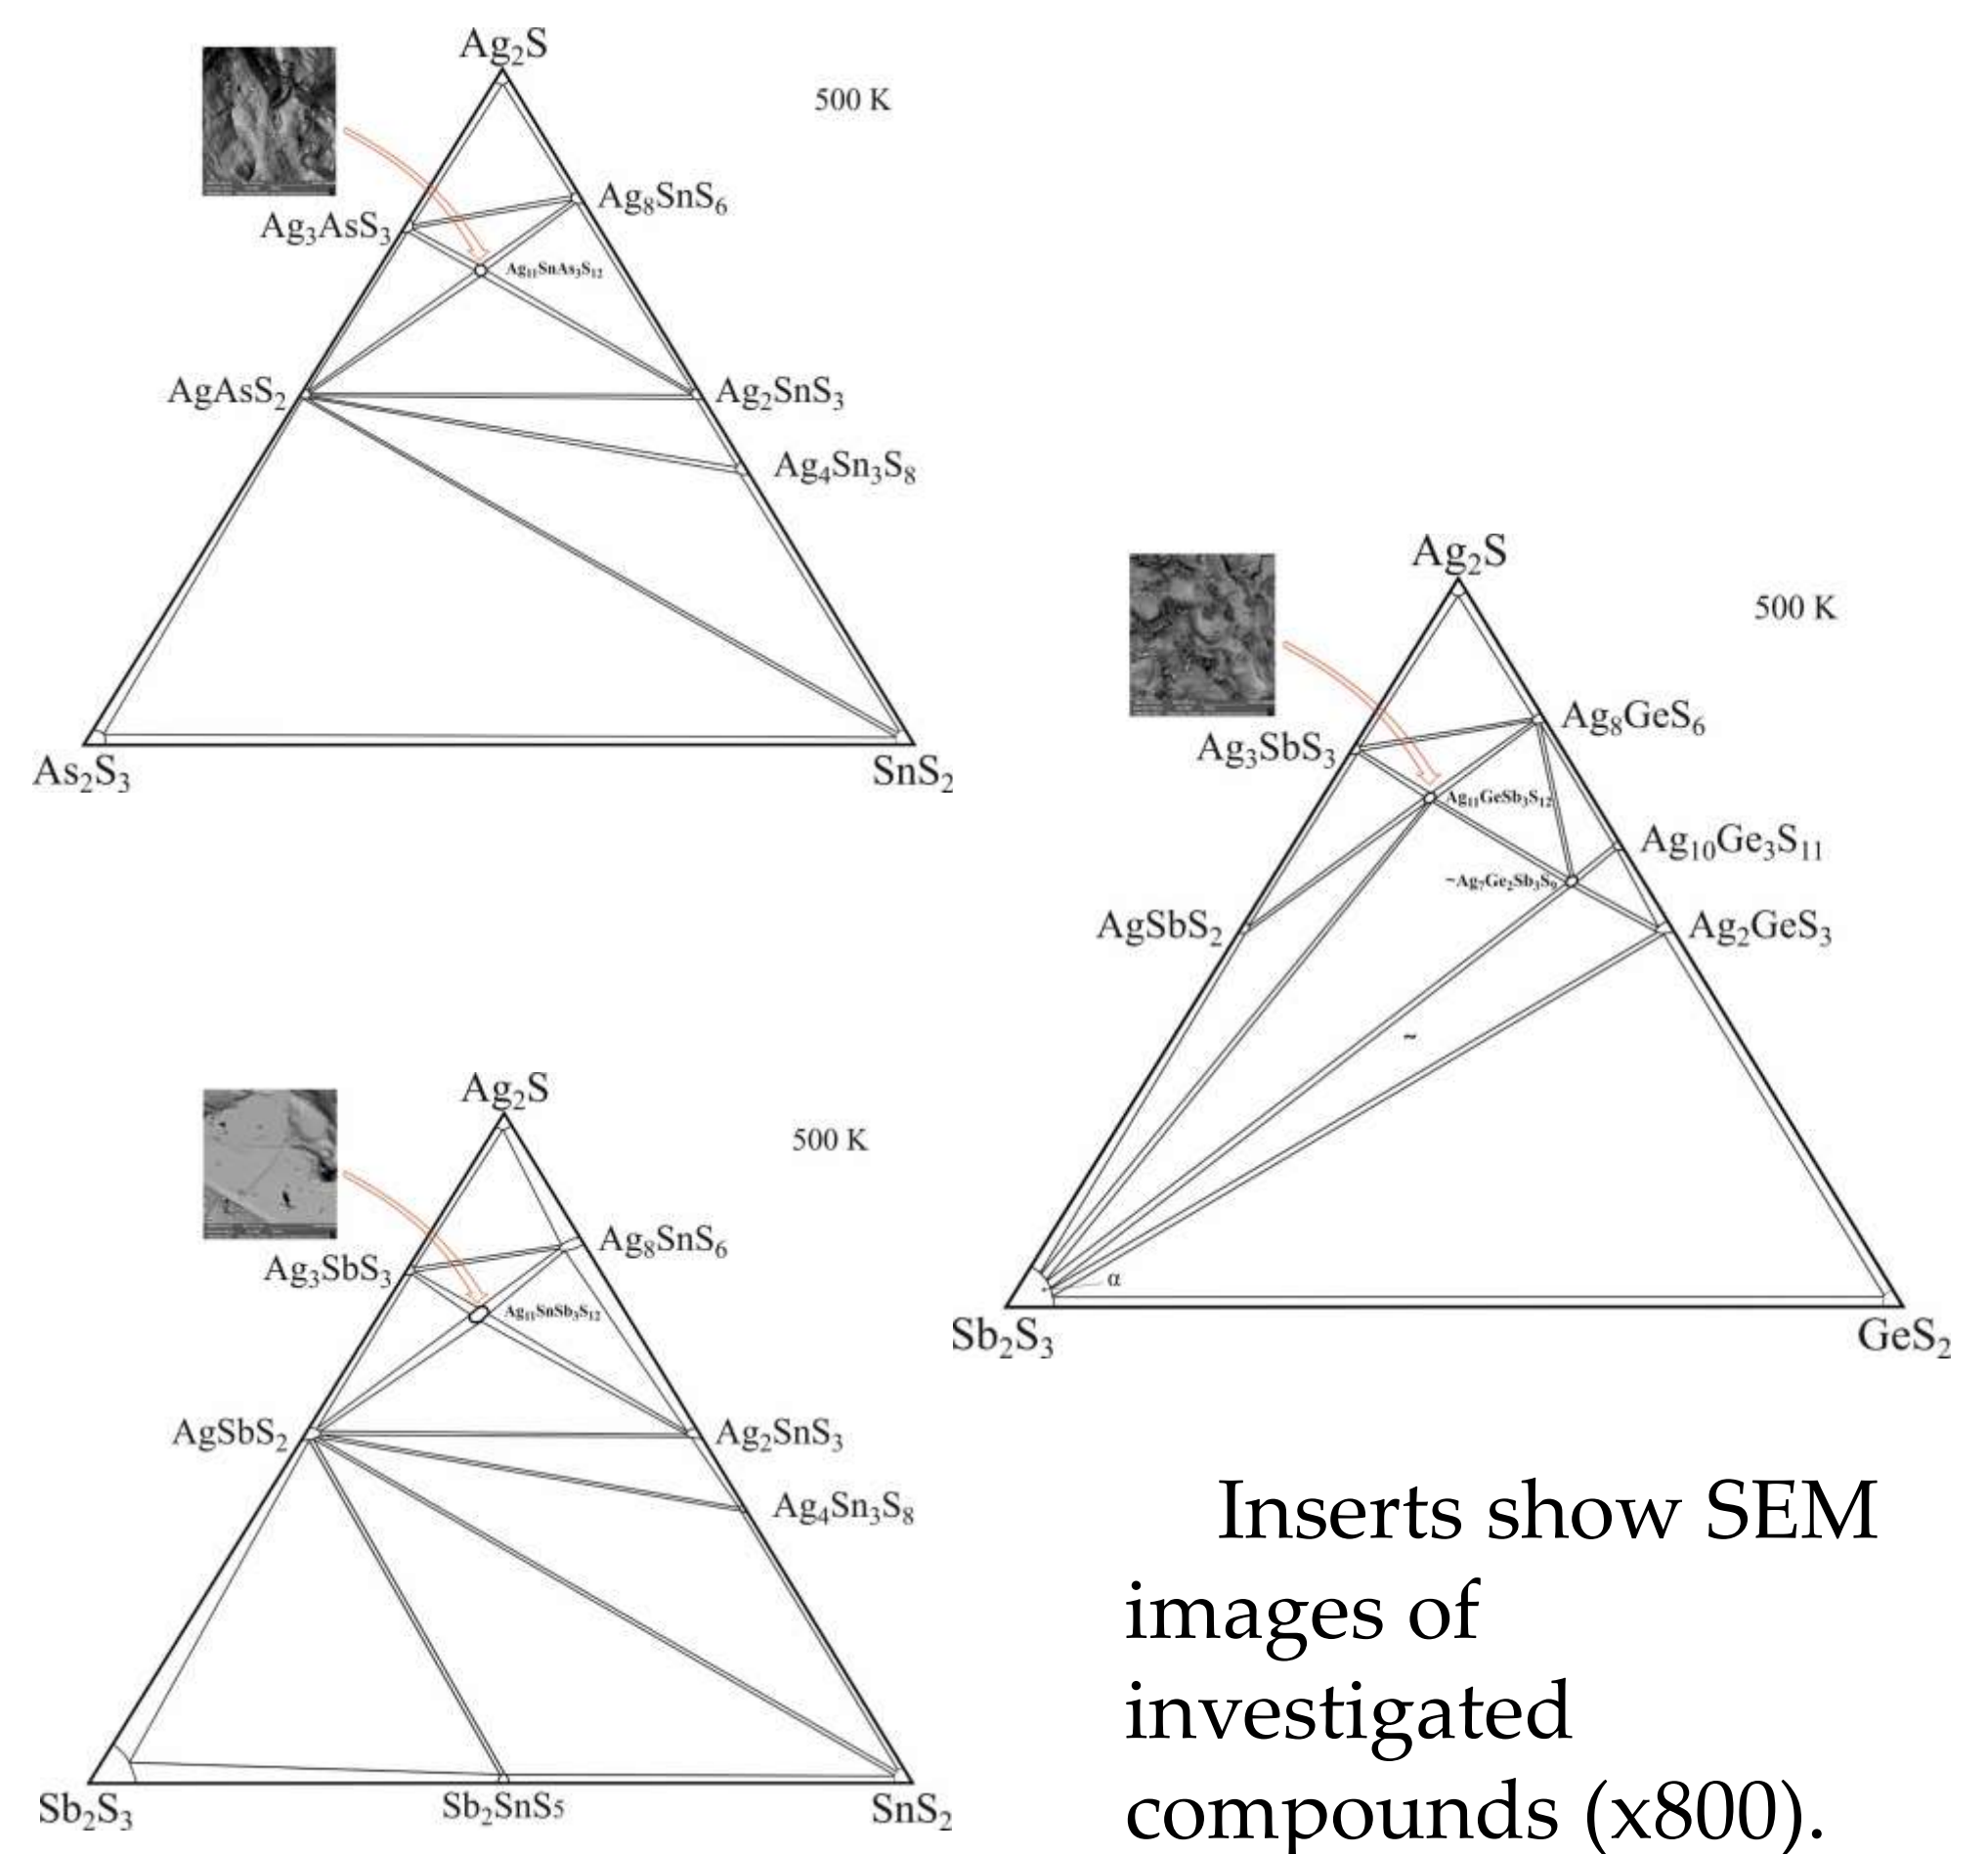 Ag₂S
500 K
Ag₈SnS₆
Ag₃AsS₃
Ag₁₁SnAs₃S₁₂
AgAsS₂
Ag₂SnS₃
Ag₄Sn₃S₈
As₂S₃
SnS₂
Ag₂S
500 K
Ag₈GeS₆
Ag₃SbS₃
Ag₁₁GeSb₃S₁₂
Ag₁₀Ge₃S₁₁
~Ag₇Ge₂Sb₃S₉
AgSbS₂
Ag₂GeS₃
~
α
Sb₂S₃
GeS₂
Ag₂S
500 K
Ag₈SnS₆
Ag₃SbS₃
Ag₁₁SnSb₃S₁₂
AgSbS₂
Ag₂SnS₃
Ag₄Sn₃S₈
Sb₂S₃
Sb₂SnS₅
SnS₂
Inserts show SEM
images of
investigated
compounds (x800).